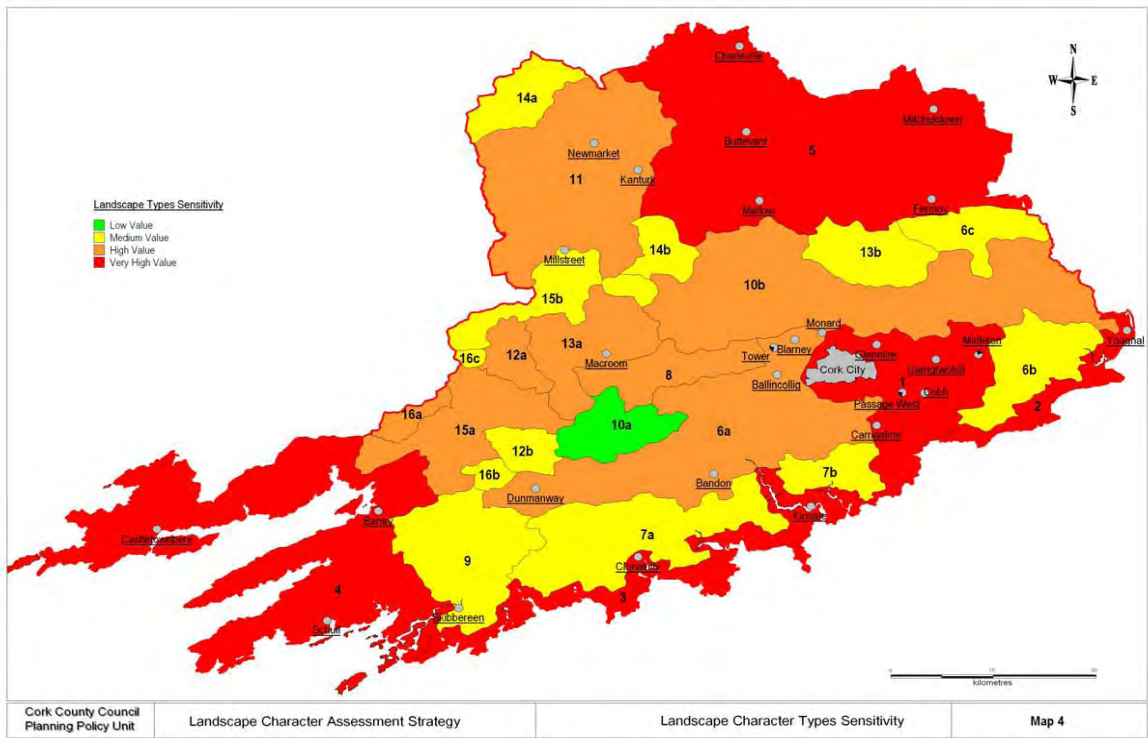 N
W E
S
Charleville
14a
Mitchelstown
Buttevant
Newmarket
5
Kanturk
11
Landscape Types Sensitivity
Low Value
Medium Value
High Value
Very High Value
Mallow
Fermoy
6c
14b
13b
Millstreet
15b
10b
Monard
13a
12a
16c
Macroom
Tower
Blarney
Glenmire
Midleton
Youghal
8
Cork City
Carrigtwohill
Ballincollig
1
6b
Passage West
Cobh
2
16a
10a
15a
6a
Carrigaline
12b
16b
7b
Bandon
Dunmanway
Bantry
Kinsale
Castletownbere
7a
9
Clonakilty
4
3
Skibbereen
Schull
0 15 30
kilometres
Cork County Council
Planning Policy Unit
Landscape Character Assessment Strategy
Landscape Character Types Sensitivity
Map 4